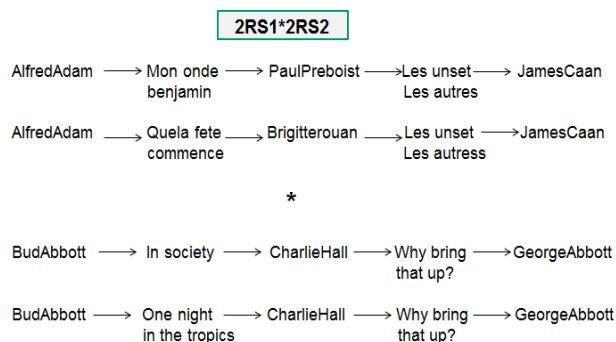 2RS1*2RS2
AlfredAdam Mon onde PaulPreboist Les unset JamesCaan
benjamin Les autres
AlfredAdam Quela fete Brigitterouan Les unset JamesCaan
commence Les autress
*
BudAbbott In society CharlieHall Why bring GeorgeAbbott
that up?
BudAbbott One night CharlieHall Why bring GeorgeAbbott
in the tropics that up?